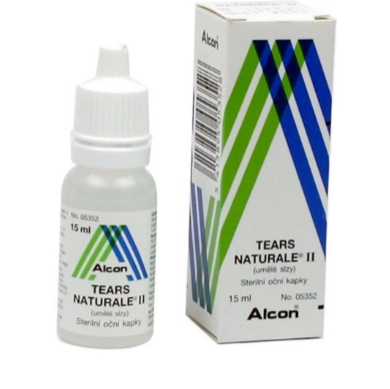 No. 05352
15 ml
Alcon
TEARS
NATURALE® II
(umělé slzy)
Sterilní oční kapky
Alcon®
TEARS
NATURALE® II
(umělé slzy)
Sterilní oční kapky
15 ml No. 05352
Alcon®